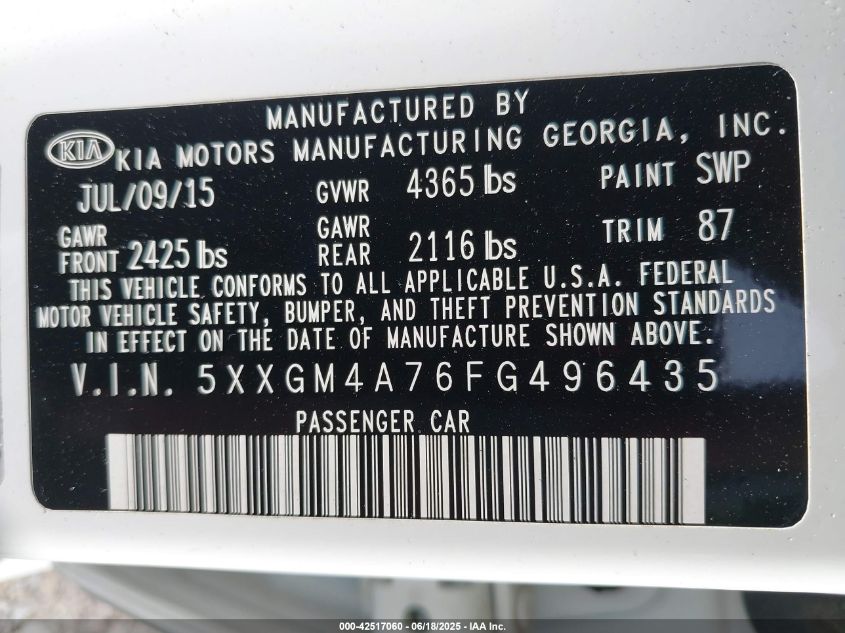 MANUFACTURED BY
KIA KIA MOTORS MANUFACTURING GEORGIA, INC.
JUL/09/15 GVWR 4365 lbs PAINT SWP
GAWR FRONT 2425 lbs GAWR REAR 2116 lbs TRIM 87
THIS VEHICLE CONFORMS TO ALL APPLICABLE U.S.A. FEDERAL
MOTOR VEHICLE SAFETY, BUMPER, AND THEFT PREVENTION STANDARDS
IN EFFECT ON THE DATE OF MANUFACTURE SHOWN ABOVE.
V.I.N. 5XXGM4A76FG496435
PASSENGER CAR
000-42517060 - 06/18/2025 - IAA Inc.